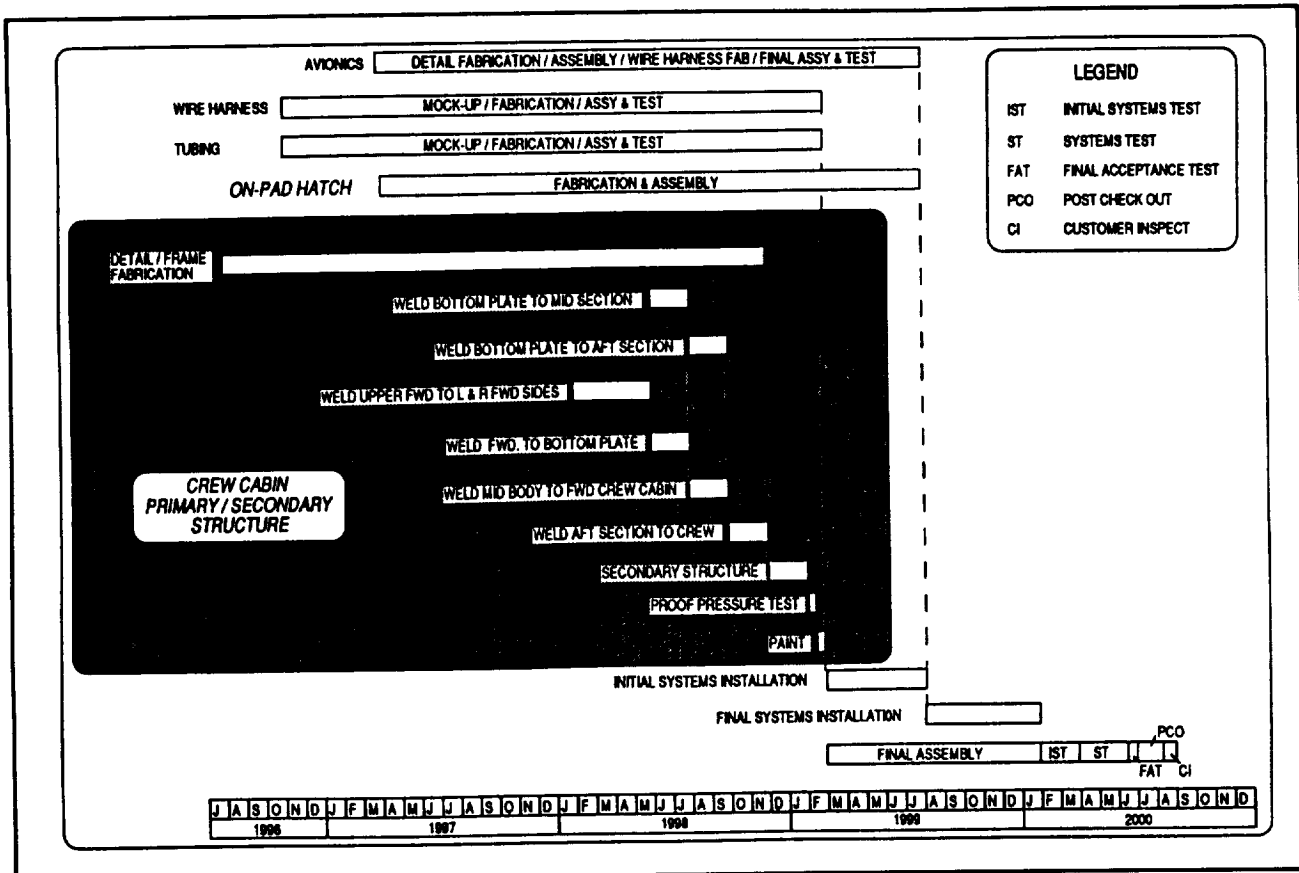 AVIONICS DETAIL FABRICATION / ASSEMBLY / WIRE HARNESS FAB / FINAL ASSY & TEST
WIRE HARNESS MOCK-UP / FABRICATION / ASSY & TEST
TUBING MOCK-UP / FABRICATION / ASSY & TEST
ON-PAD HATCH FABRICATION & ASSEMBLY
LEGEND
IST INITIAL SYSTEMS TEST
ST SYSTEMS TEST
FAT FINAL ACCEPTANCE TEST
PCO POST CHECK OUT
CI CUSTOMER INSPECT
DETAIL / FRAME
FABRICATION
WELD BOTTOM PLATE TO MID SECTION
WELD BOTTOM PLATE TO AFT SECTION
WELD UPPER FWD TO L & R FWD SIDES
WELD FWD. TO BOTTOM PLATE
WELD MID BODY TO FWD CREW CABIN
WELD AFT SECTION TO CREW
SECONDARY STRUCTURE
PROOF PRESSURE TEST
PAINT
CREW CABIN
PRIMARY / SECONDARY
STRUCTURE
INITIAL SYSTEMS INSTALLATION
FINAL SYSTEMS INSTALLATION
PCO
FINAL ASSEMBLY IST ST
FAT CI
J A S O N D J F M A M J J A S O N D J F M A M J J A S O N D J F M A M J J A S O N D J F M A M J J A S O N D
1996 1997 1998 1999 2000